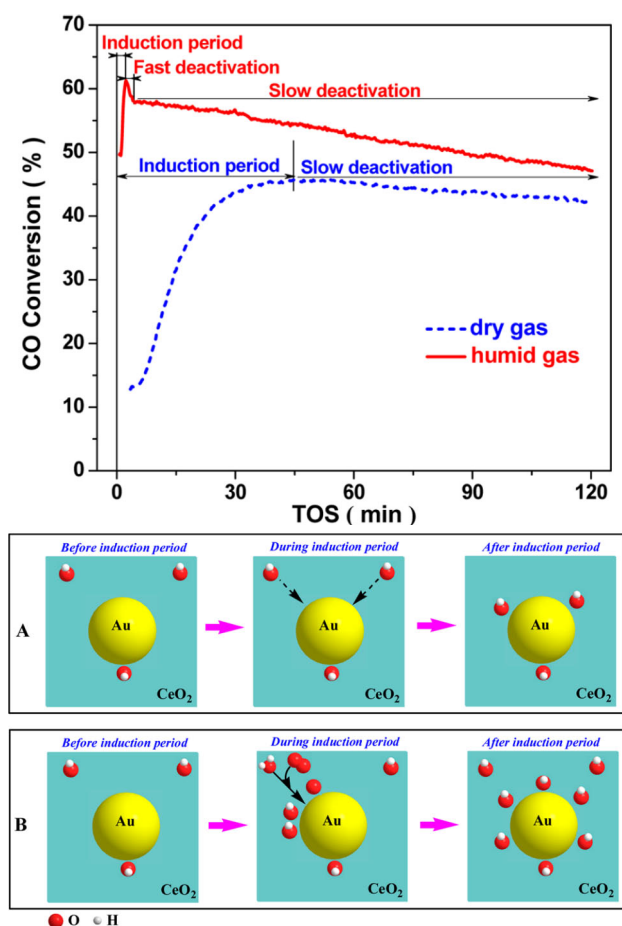 70
60
50
40
30
20
10
0
CO Conversion ( % )
Induction period
Fast deactivation
Slow deactivation
Induction period
Slow deactivation
dry gas
humid gas
0 30 60 90 120
TOS ( min )
Before induction period During induction period After induction period
A
Au Au Au
CeO₂ CeO₂ CeO₂
Before induction period During induction period After induction period
B
Au Au Au
CeO₂ CeO₂ CeO₂
O H